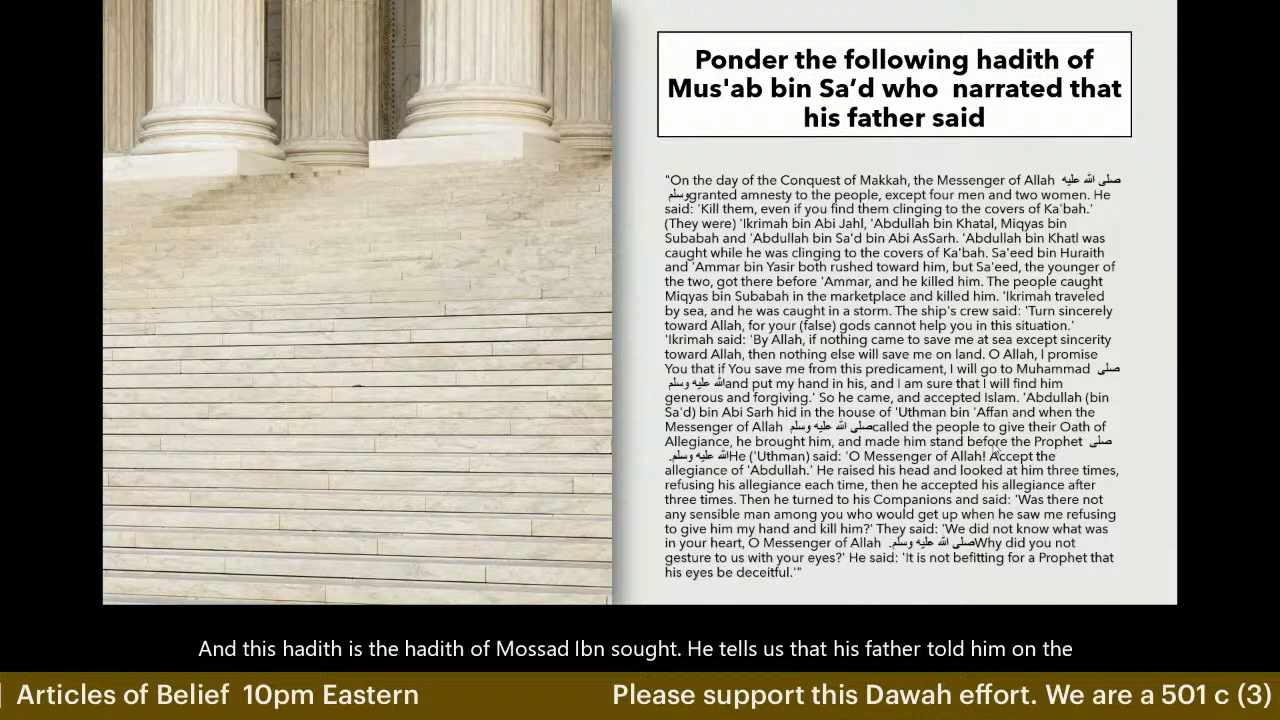 Ponder the following hadith of
Mus'ab bin Sa’d who  narrated that
his father said
"On the day of the Conquest of Makkah, the Messenger of Allah صلى الله عليه
وسلمgranted amnesty to the people, except four men and two women. He
said: 'Kill them, even if you find them clinging to the covers of Ka'bah.'
(They were) 'Ikrimah bin Abi Jahl, 'Abdullah bin Khatal, Miqyas bin
Subabah and 'Abdullah bin Sa'd bin Abi AsSarh. 'Abdullah bin Khatl was
caught while he was clinging to the covers of Ka'bah. Sa'eed bin Huraith
and 'Ammar bin Yasir both rushed toward him, but Sa'eed, the younger of
the two, got there before 'Ammar, and he killed him. The people caught
Miqyas bin Subabah in the marketplace and killed him. 'Ikrimah traveled
by sea, and he was caught in a storm. The ship's crew said: 'Turn sincerely
toward Allah, for your (false) gods cannot help you in this situation.'
'Ikrimah said: 'By Allah, if nothing came to save me at sea except sincerity
toward Allah, then nothing else will save me on land. O Allah, I promise
You that if You save me from this predicament, I will go to Muhammad صلى
الله عليه وسلمand put my hand in his, and I am sure that I will find him
generous and forgiving.' So he came, and accepted Islam. 'Abdullah (bin
Sa'd) bin Abi Sarh hid in the house of 'Uthman bin 'Affan and when the
Messenger of Allah صلى الله عليه وسلمcalled the people to give their Oath of
Allegiance, he brought him, and made him stand before the Prophet صلى
الله عليه وسلم.He ('Uthman) said: 'O Messenger of Allah! Accept the
allegiance of 'Abdullah.' He raised his head and looked at him three times,
refusing his allegiance each time, then he accepted his allegiance after
three times. Then he turned to his Companions and said: 'Was there not
any sensible man among you who would get up when he saw me refusing
to give him my hand and kill him?' They said: 'We did not know what was
in your heart, O Messenger of Allah صلى الله عليه وسلم.Why did you not
gesture to us with your eyes?' He said: 'It is not befitting for a Prophet that
his eyes be deceitful.'"
And this hadith is the hadith of Mossad Ibn sought. He tells us that his father told him on the
| Articles of Belief  10pm Eastern
Please support this Dawah effort. We are a 501 c (3)